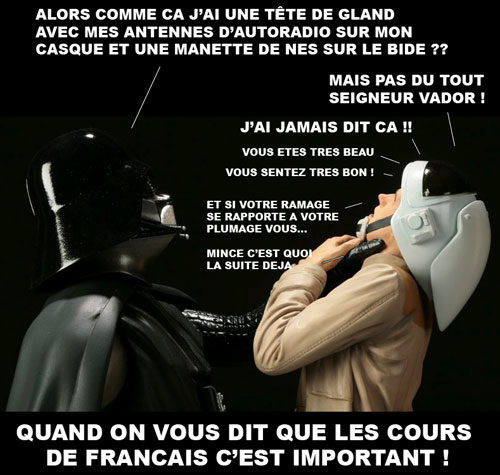 ALORS COMME CA J'AI UNE TÊTE DE GLAND
AVEC MES ANTENNES D'AUTORADIO SUR MON
CASQUE ET UNE MANETTE DE NES SUR LE BIDE ??
MAIS PAS DU TOUT
SEIGNEUR VADOR !
J'AI JAMAIS DIT CA !!
VOUS ETES TRES BEAU
VOUS SENTEZ TRES BON !
ET SI VOTRE RAMAGE
SE RAPPORTE A VOTRE
PLUMAGE VOUS...
MINCE C'EST QUOI
LA SUITE DEJA
QUAND ON VOUS DIT QUE LES COURS
DE FRANCAIS C'EST IMPORTANT !